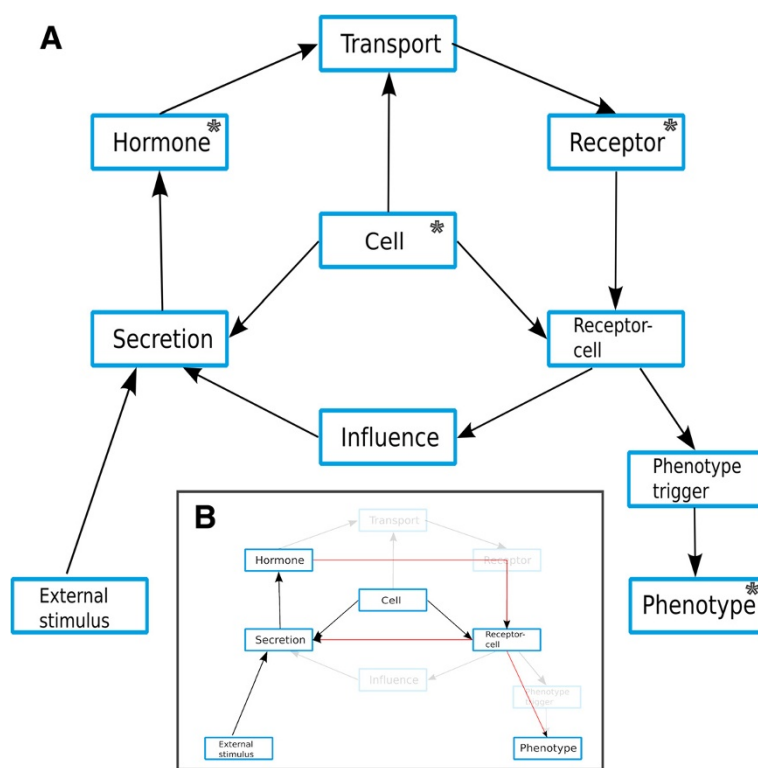 A
Transport
Hormone*
Receptor*
Cell *
Secretion
Receptor-
cell
Influence
Phenotype
trigger
External
stimulus
Phenotype*
B
Transport
Hormone
Receptor
Cell
Secretion
Receptor-
cell
Influence
Phenotype
trigger
External
stimulus
Phenotype